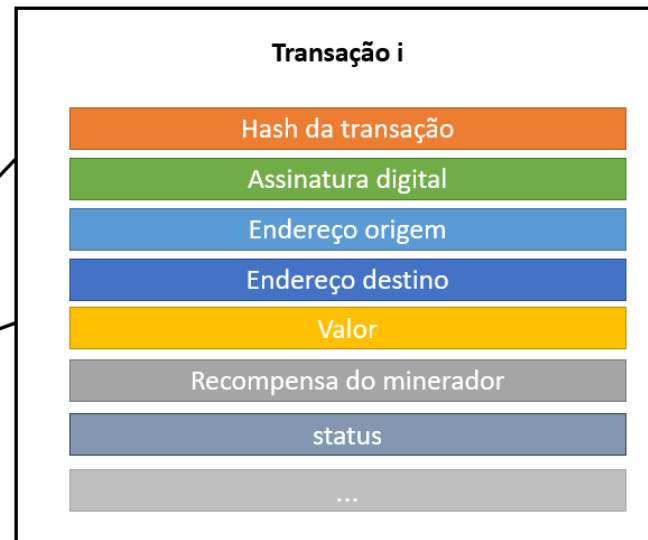 Transação i
Hash da transação
Assinatura digital
Endereço origem
Endereço destino
Valor
Recompensa do minerador
status
...